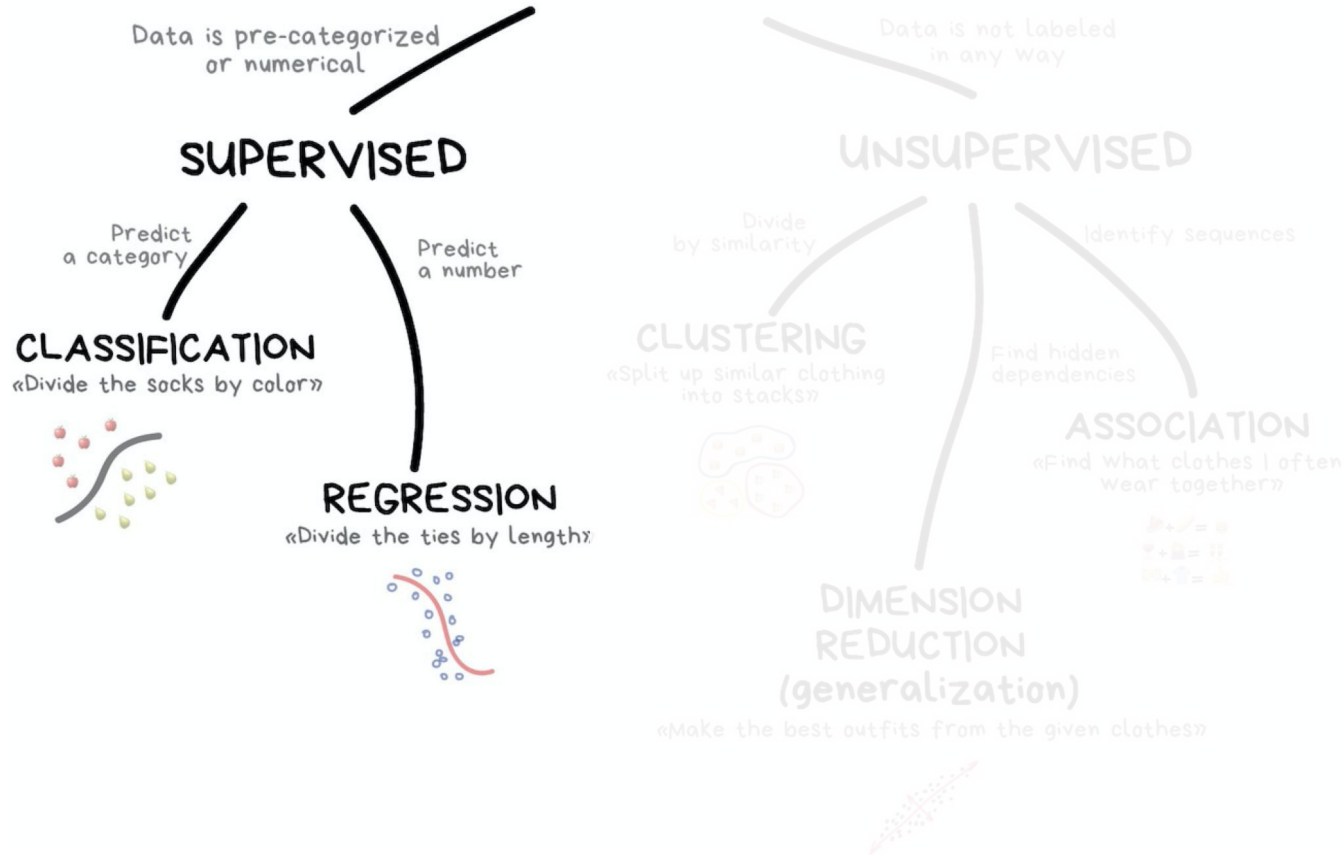 Data is pre-categorized
or numerical
SUPERVISED
Predict
a category
Predict
a number
CLASSIFICATION
«Divide the socks by color»
REGRESSION
«Divide the ties by length»
Data is not labeled
in any way
UNSUPERVISED
Divide
by similarity
Identify sequences
CLUSTERING
«Split up similar clothing
into stacks»
Find hidden
dependencies
ASSOCIATION
«Find what clothes I often
wear together»
DIMENSION
REDUCTION
(generalization)
«Make the best outfits from the given clothes»